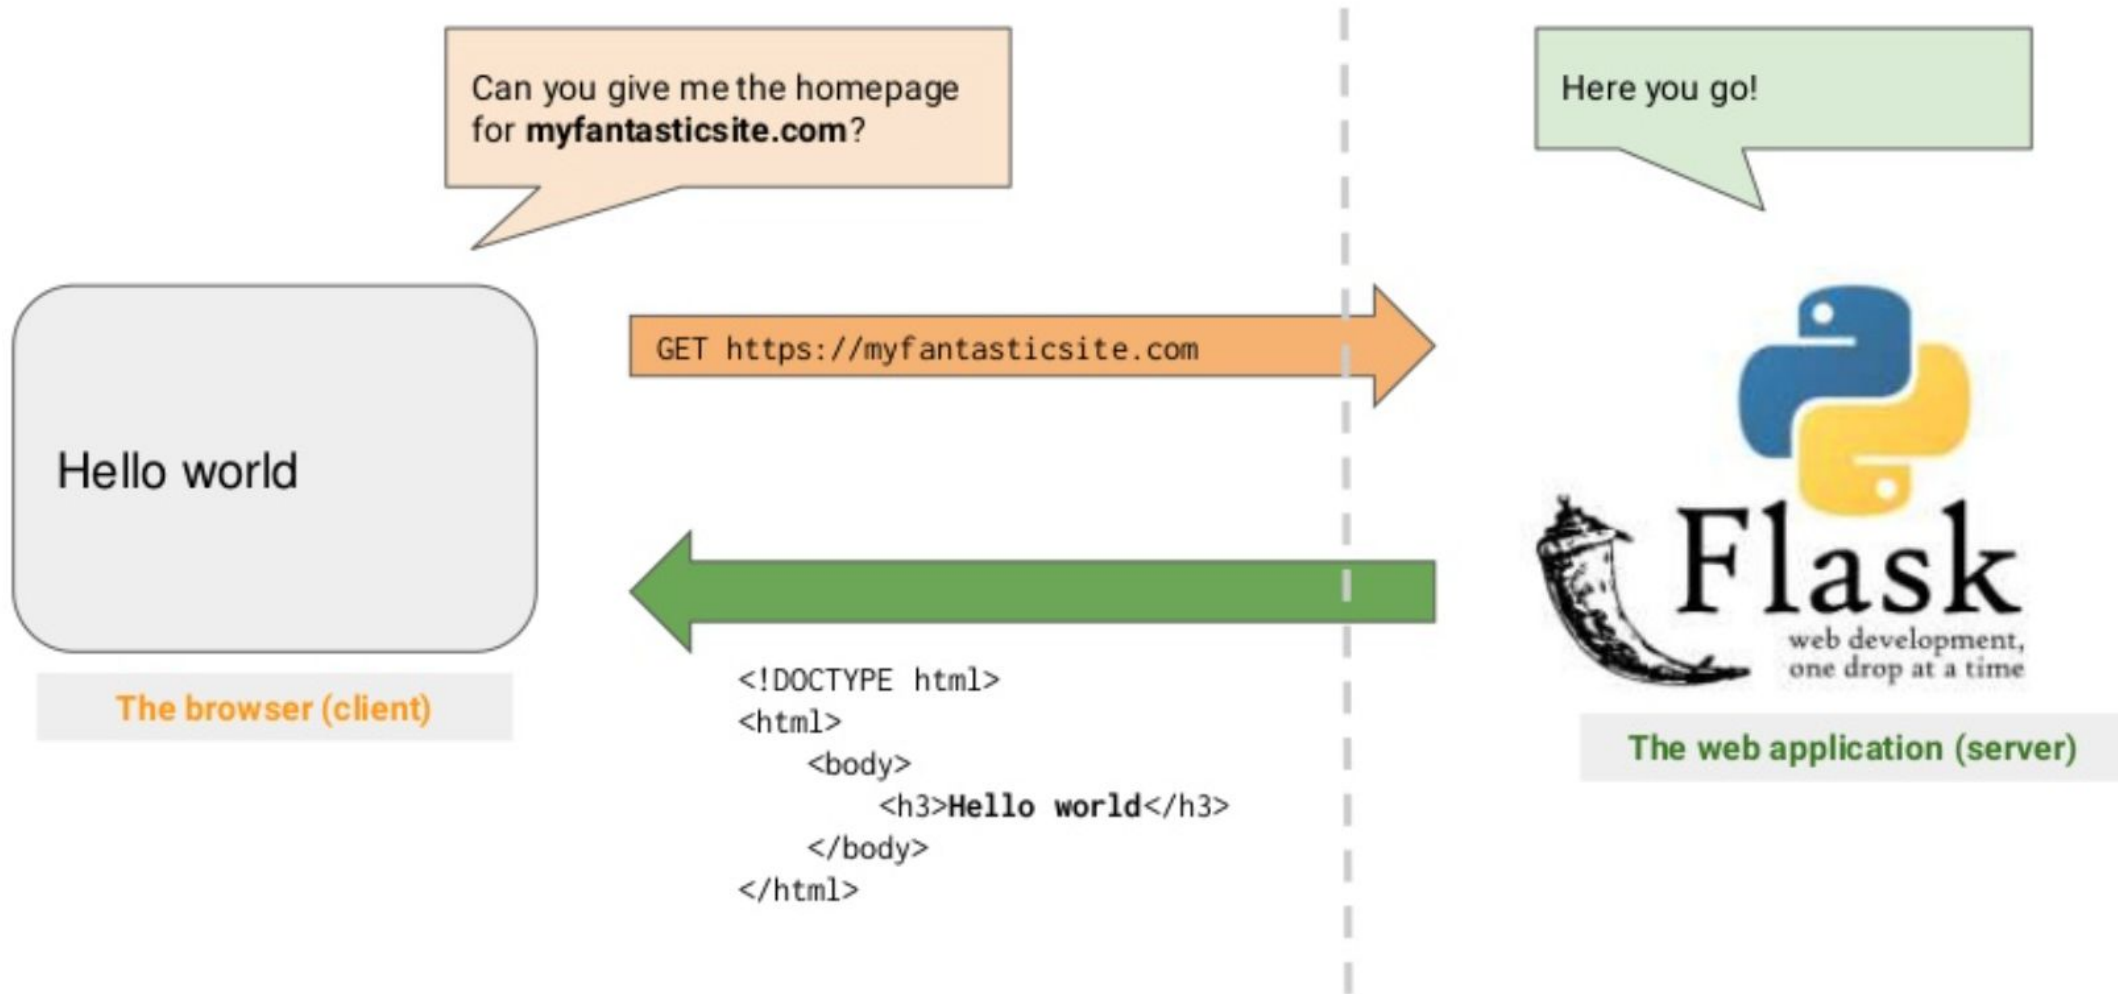 Can you give me the homepage
for myfantasticsite.com?
Here you go!
GET https://myfantasticsite.com
Hello world
Flask
web development,
one drop at a time
The browser (client)
<!DOCTYPE html>
<html>
    <body>
        <h3>Hello world</h3>
    </body>
</html>
The web application (server)